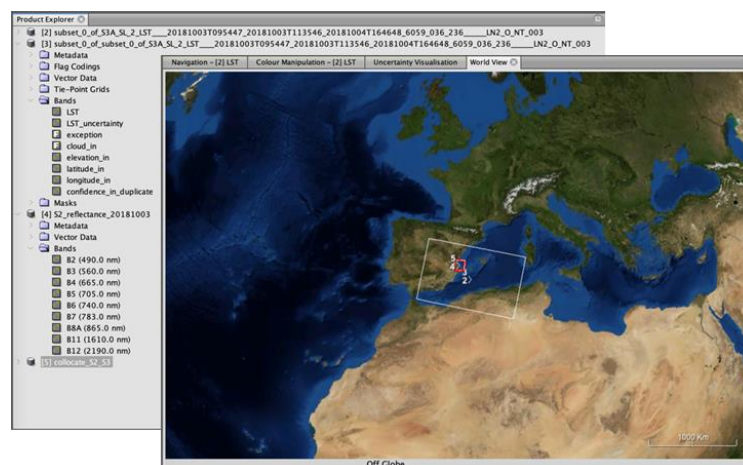 Product Explorer
[2] subset_0_of_S3A_SL_2_LST____20181003T095447_20181003T113546_20181004T164648_6059_036_236______LN2_O_NT_003
[3] subset_0_of_subset_0_of_S3A_SL_2_LST____20181003T095447_20181003T113546_20181004T164648_6059_036_236______LN2_O_NT_003
Metadata
Flag Codings
Vector Data
Tie-Point Grids
Bands
LST
LST_uncertainty
exception
cloud_in
elevation_in
latitude_in
longitude_in
confidence_in_duplicate
Masks
[4] S2_reflectance_20181003
Metadata
Vector Data
Bands
B2 (490.0 nm)
B3 (560.0 nm)
B4 (665.0 nm)
B5 (705.0 nm)
B6 (740.0 nm)
B7 (783.0 nm)
B8A (865.0 nm)
B11 (1610.0 nm)
B12 (2190.0 nm)
[5] collocate_S2_S3
Navigation - [2] LST Colour Manipulation - [2] LST Uncertainty Visualisation World View
5
4
3
2
1000 Km
Off Globe